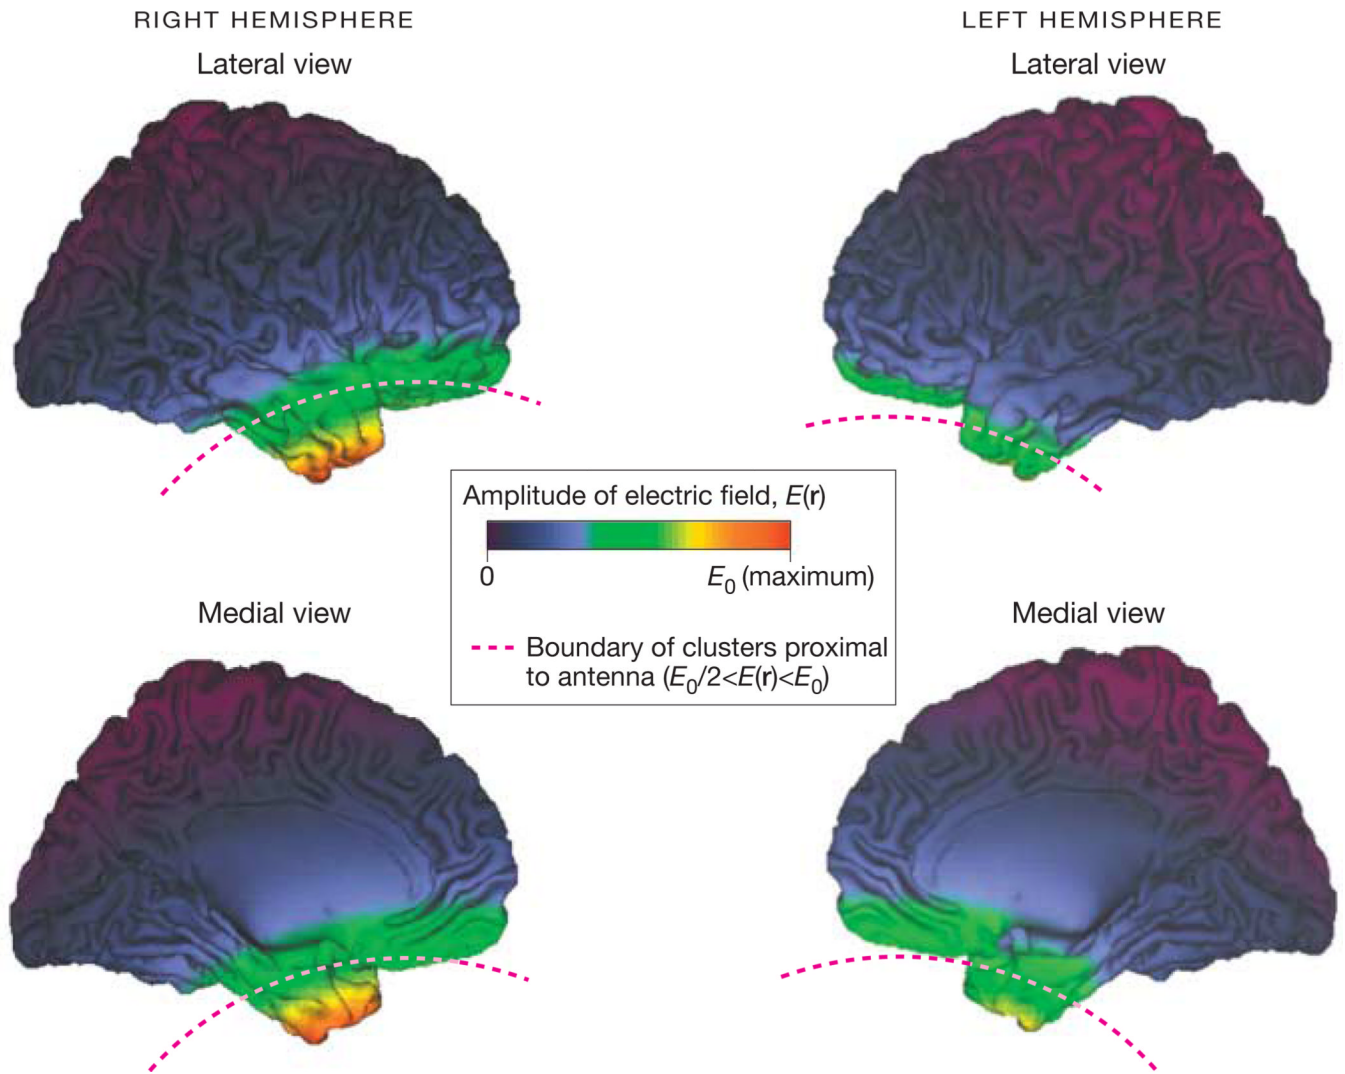 RIGHT HEMISPHERE
Lateral view
LEFT HEMISPHERE
Lateral view
Amplitude of electric field, E(r)
0
E0 (maximum)
Boundary of clusters proximal
to antenna (E0/2<E(r)<E0)
Medial view
Medial view